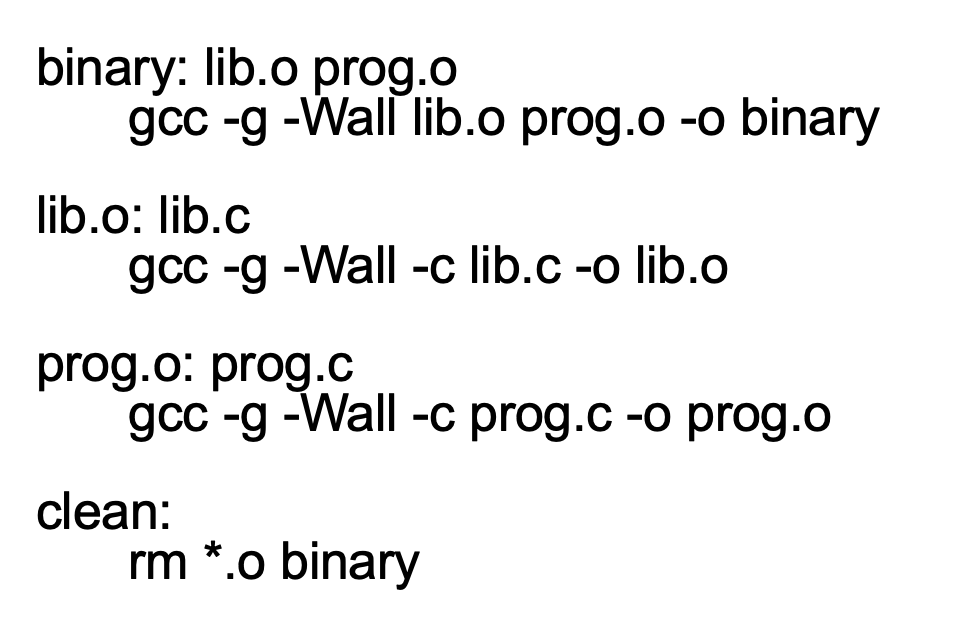 binary: lib.o prog.o
gcc -g -Wall lib.o prog.o -o binary
lib.o: lib.c
gcc -g -Wall -c lib.c -o lib.o
prog.o: prog.c
gcc -g -Wall -c prog.c -o prog.o
clean:
rm *.o binary